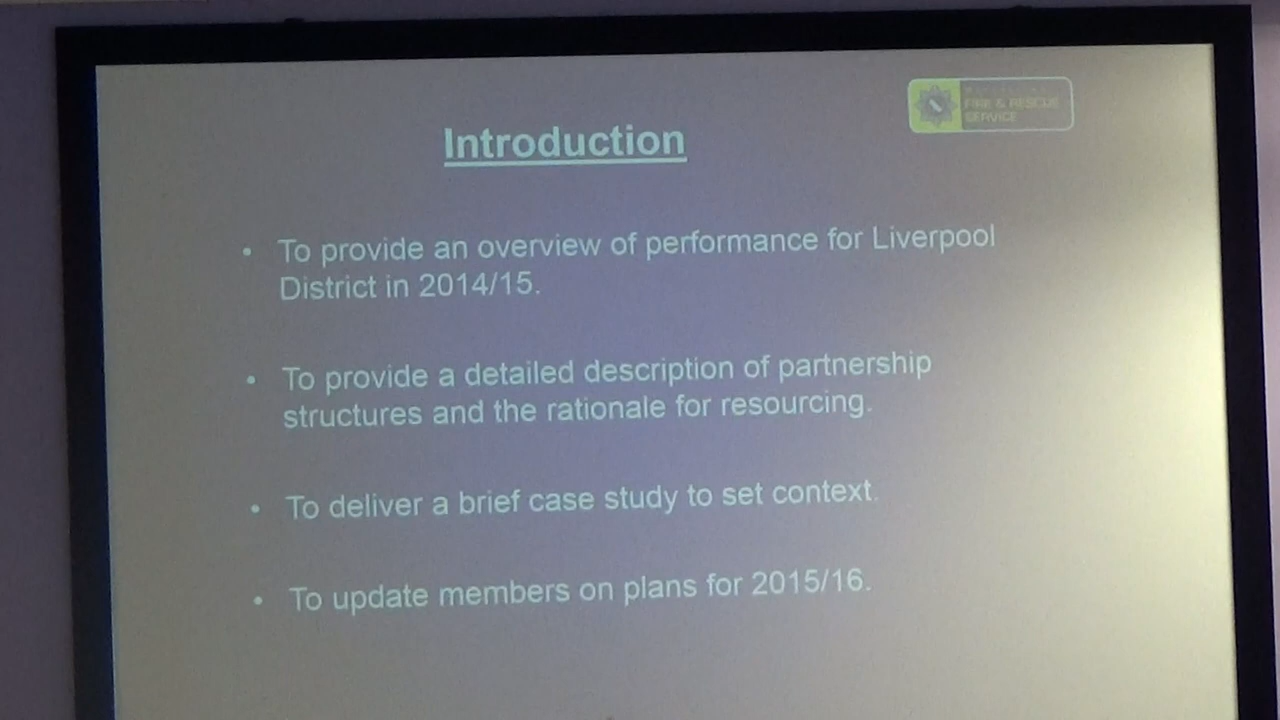 FIRE & RESCUE
SERVICE
Introduction
• To provide an overview of performance for Liverpool
District in 2014/15.
• To provide a detailed description of partnership
structures and the rationale for resourcing.
• To deliver a brief case study to set context.
• To update members on plans for 2015/16.